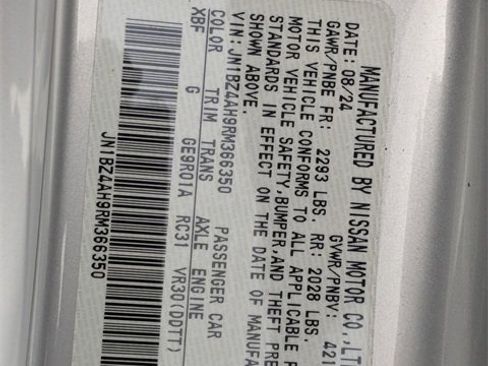 MANUFACTURED BY NISSAN MOTOR CO.,LT
DATE: 08/24 GVWR/PNBV: 421
GAWR/PNBE FR: 2293 LBS. RR: 2028 LBS.
THIS VEHICLE CONFORMS TO ALL APPLICABLE F
MOTOR VEHICLE SAFETY,BUMPER,AND THEFT PRE
STANDARDS IN EFFECT ON THE DATE OF MANUFA
SHOWN ABOVE.
VIN:JN1BZ4AH9RM366350 PASSENGER CAR
COLOR TRIM TRANS AXLE ENGINE
XBF G GE9R01A RC31 VR30(DDTT)
JN1BZ4AH9RM366350